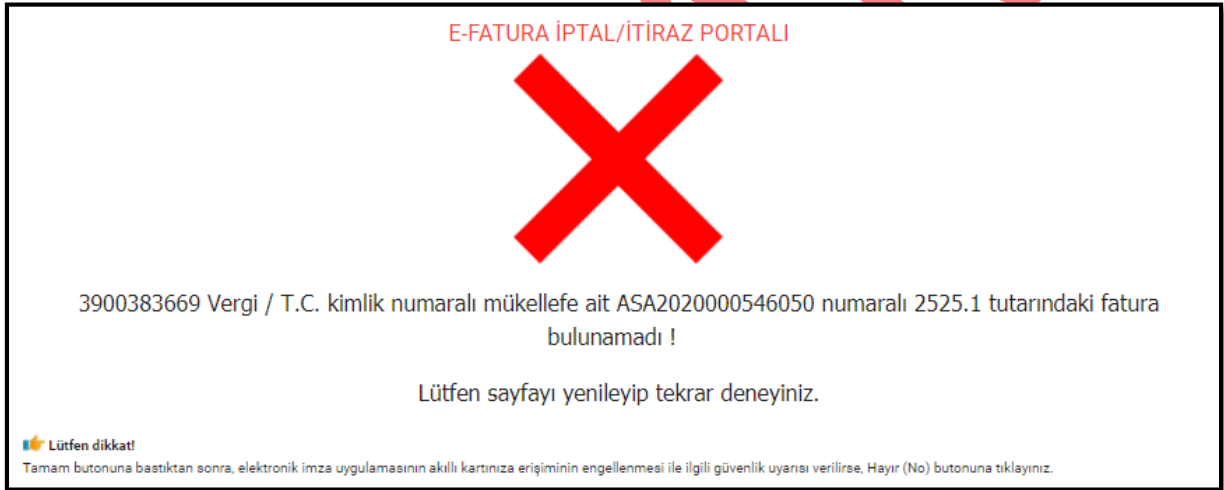 E-FATURA İPTAL/İTİRAZ PORTALI
3900383669 Vergi / T.C. kimlik numaralı mükellefe ait ASA2020000546050 numaralı 2525.1 tutarındaki fatura
bulunamadı !
Lütfen sayfayı yenileyip tekrar deneyiniz.
Lütfen dikkat!
Tamam butonuna bastıktan sonra, elektronik imza uygulamasının akıllı kartınıza erişiminin engellenmesi ile ilgili güvenlik uyarısı verilirse, Hayır (No) butonuna tıklayınız.